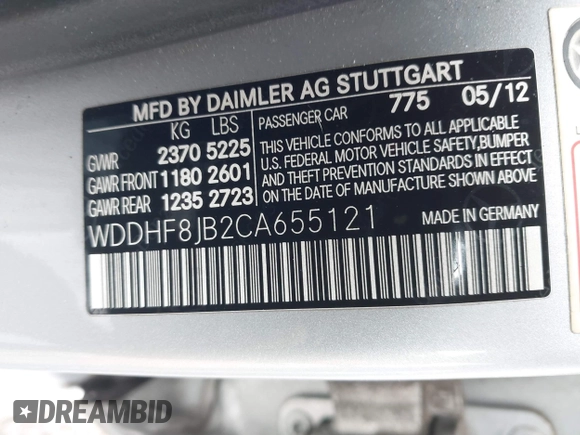 MFD BY DAIMLER AG STUTTGART
KG LBS
GVWR 2370 5225
GAWR FRONT 1180 2601
GAWR REAR 1235 2723
PASSENGER CAR 775 05/12
THIS VEHICLE CONFORMS TO ALL APPLICABLE
U.S. FEDERAL MOTOR VEHICLE SAFETY,BUMPER
AND THEFT PREVENTION STANDARDS IN EFFECT
ON THE DATE OF MANUFACTURE SHOWN ABOVE.
WDDHF8JB2CA655121
MADE IN GERMANY
DREAMBID